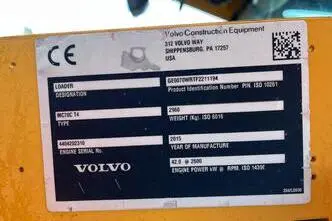 CE
Volvo Construction Equipment
312 VOLVO WAY
SHIPPENSBURG, PA 17257
USA
LOADER
DESIGNATION
GE0070WRTF2211194
Product Identification Number P/N, ISO 10261
MC70C T4
TYPE
2960
WEIGHT (KG), ISO 6016
4404202310
ENGINE SERIAL No.
2015
YEAR OF MANUFACTURE
VOLVO
42.0 @ 2500
ENGINE POWER kW @ RPM, ISO 14396